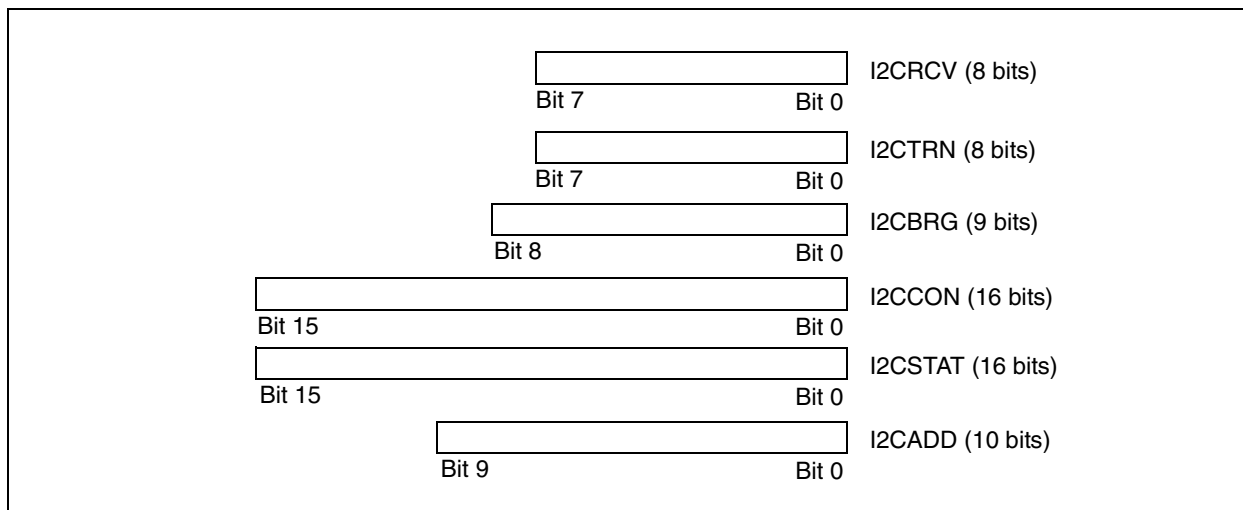 I2CRCV (8 bits)
Bit 7 Bit 0
I2CTRN (8 bits)
Bit 7 Bit 0
I2CBRG (9 bits)
Bit 8 Bit 0
I2CCON (16 bits)
Bit 15 Bit 0
I2CSTAT (16 bits)
Bit 15 Bit 0
I2CADD (10 bits)
Bit 9 Bit 0